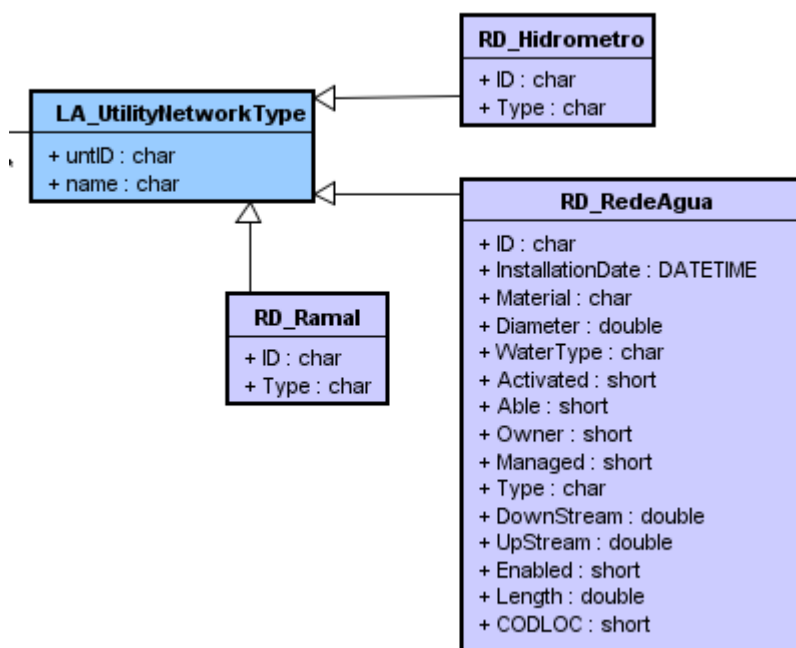 RD_Hidrometro
+ ID : char
+ Type : char
LA_UtilityNetworkType
+ untID : char
+ name : char
RD_RedeAgua
+ ID : char
+ InstallationDate : DATETIME
+ Material : char
+ Diameter : double
+ WaterType : char
+ Activated : short
+ Able : short
+ Owner : short
+ Managed : short
+ Type : char
+ DownStream : double
+ UpStream : double
+ Enabled : short
+ Length : double
+ CODLOC : short
RD_Ramal
+ ID : char
+ Type : char